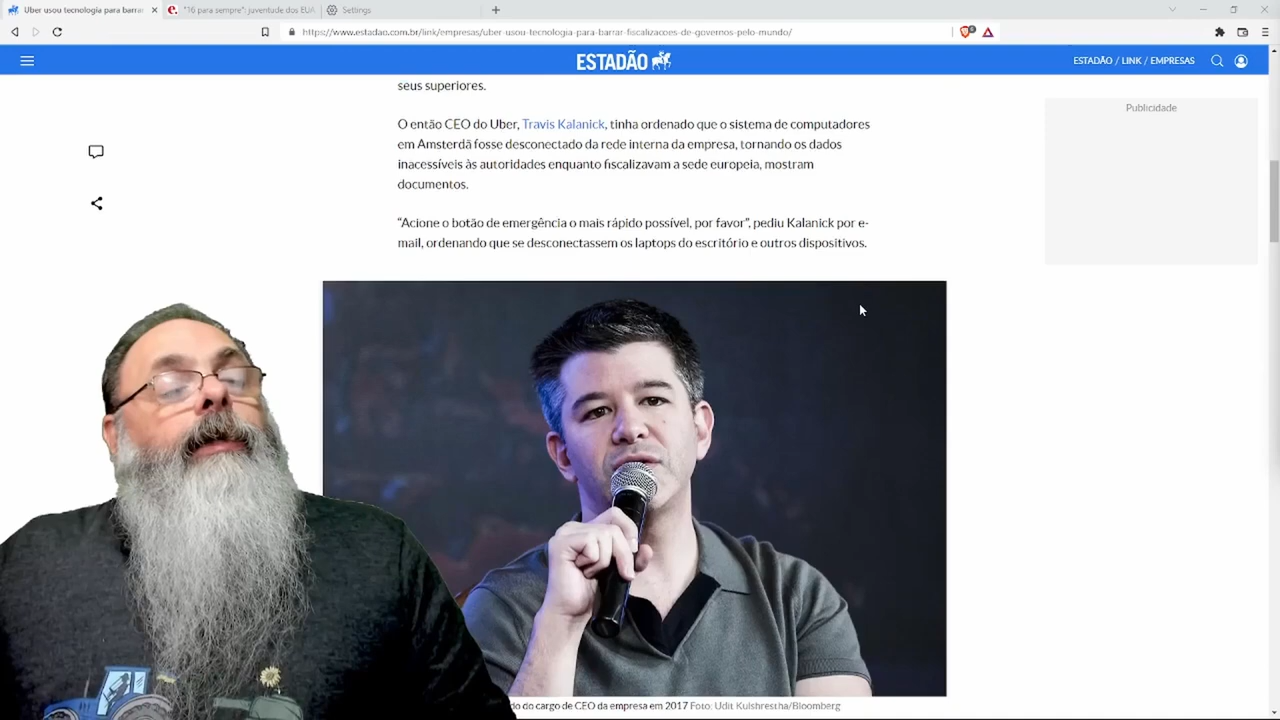 Uber usou tecnologia para barrar
"16 para sempre": juventude dos EUA
Settings
https://www.estadao.com.br/link/empresas/uber-usou-tecnologia-para-barrar-fiscalizacoes-de-governos-pelo-mundo/
ESTADÃO
ESTADÃO / LINK / EMPRESAS
seus superiores.
Publicidade
O então CEO do Uber, Travis Kalanick, tinha ordenado que o sistema de computadores
em Amsterdã fosse desconectado da rede interna da empresa, tornando os dados
inacessíveis às autoridades enquanto fiscalizavam a sede europeia, mostram
documentos.
“Acione o botão de emergência o mais rápido possível, por favor”, pediu Kalanick por e-
mail, ordenando que se desconectassem os laptops do escritório e outros dispositivos.
do do cargo de CEO da empresa em 2017 Foto: Udit Kulshrestha/Bloomberg